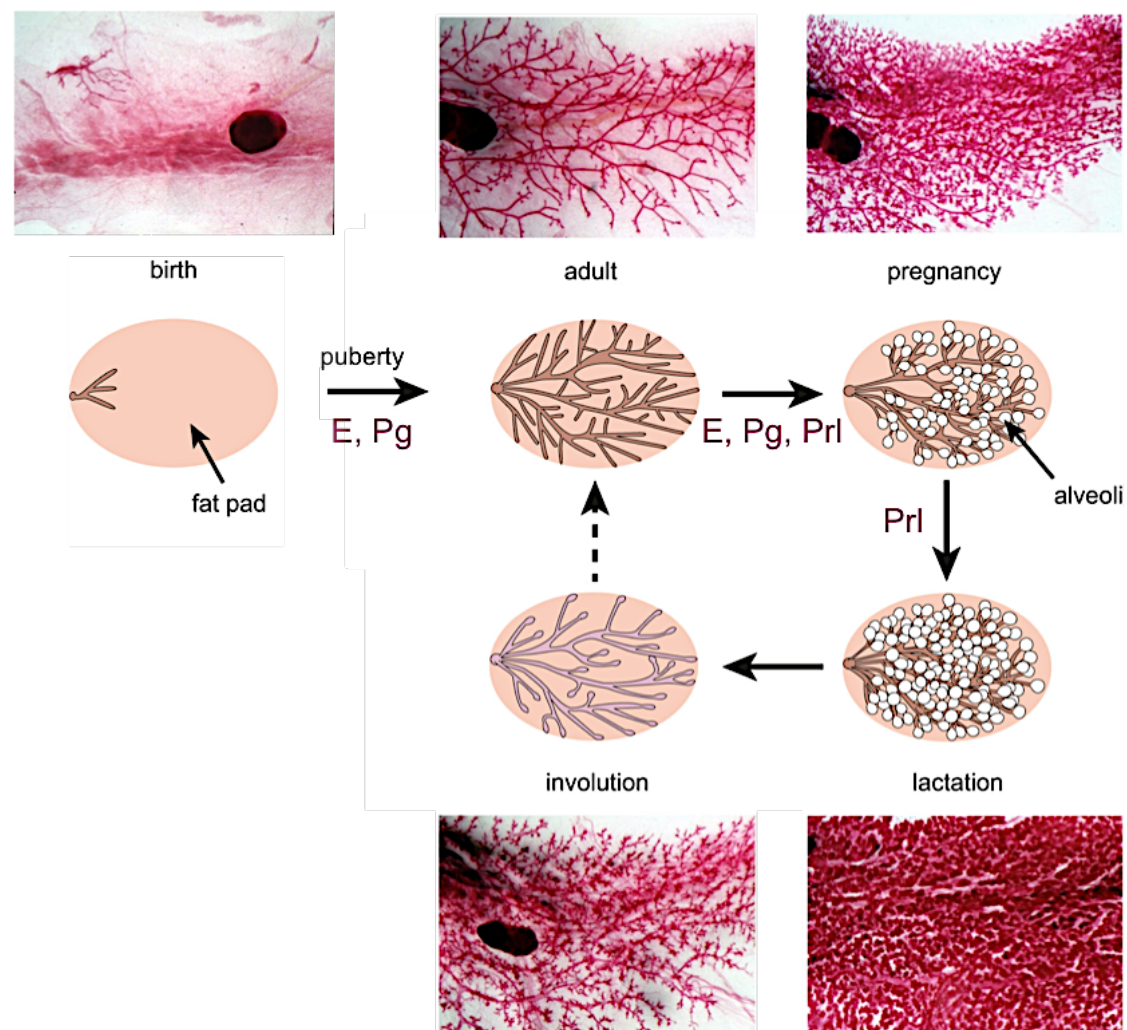 birth
adult
pregnancy
puberty
E, Pg
E, Pg, Prl
fat pad
alveoli
Prl
involution
lactation